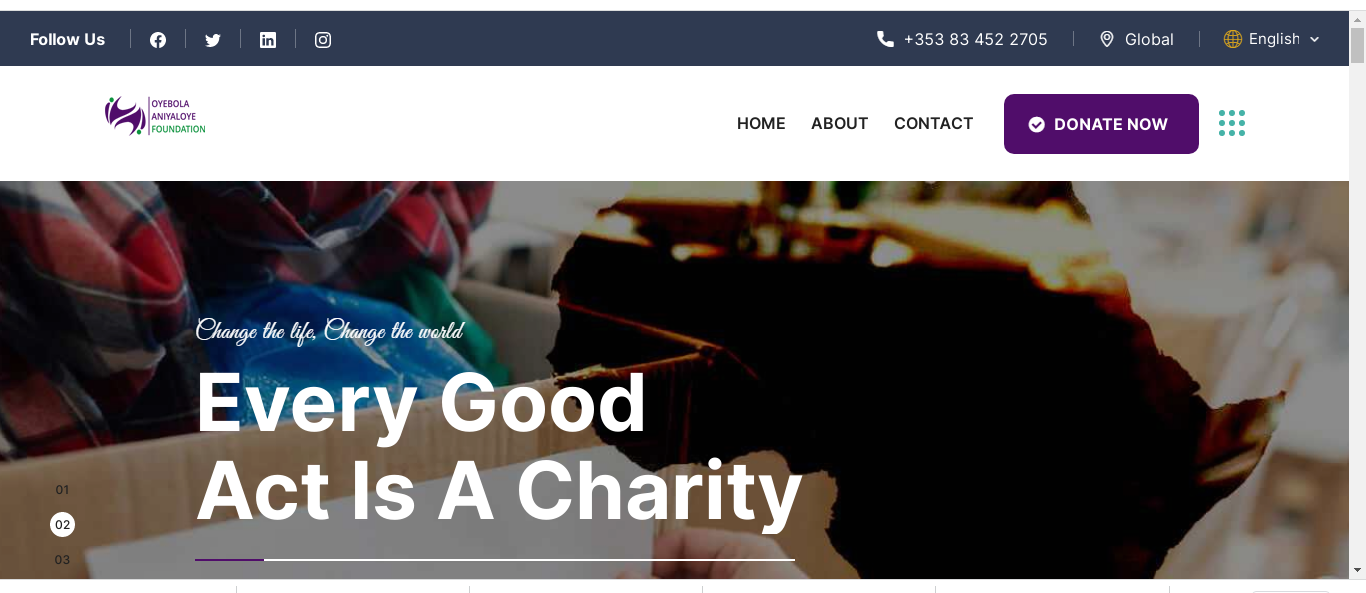 Follow Us
+353 83 452 2705
Global
English
OYEBOLA
ANIYALOYE
FOUNDATION
HOME
ABOUT
CONTACT
DONATE NOW
Change the life, Change the world
Every Good
Act Is A Charity
01
02
03